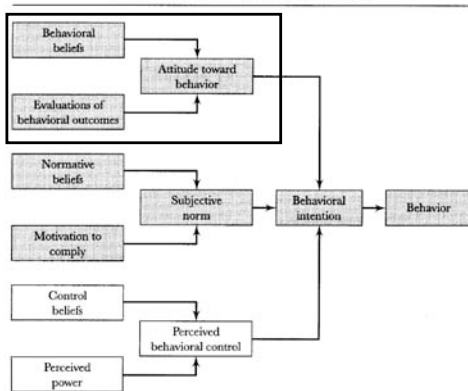 Behavioral
beliefs
Attitude toward
behavior
Evaluations of
behavioral outcomes
Normative
beliefs
Subjective
norm
Behavioral
intention
Behavior
Motivation to
comply
Control
beliefs
Perceived
behavioral control
Perceived
power